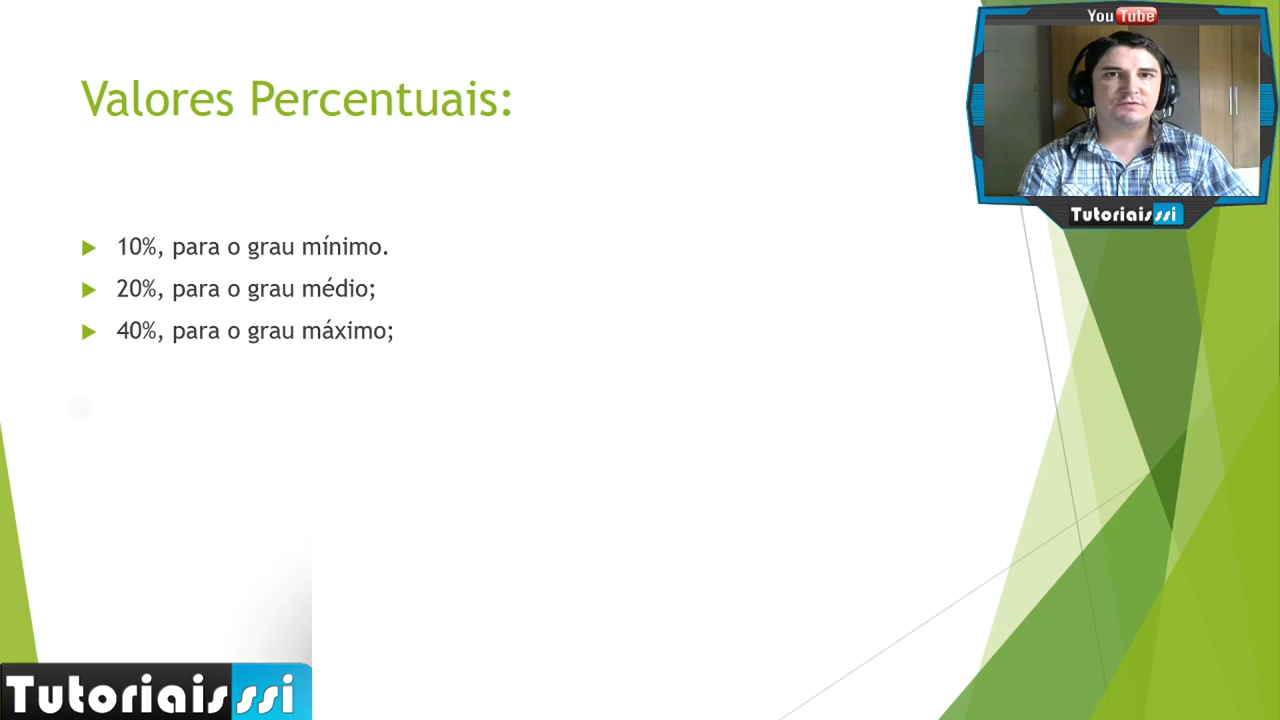 You Tube
Valores Percentuais:
Tutoriaisssi
10%, para o grau mínimo.
20%, para o grau médio;
40%, para o grau máximo;
Tutoriaisssi